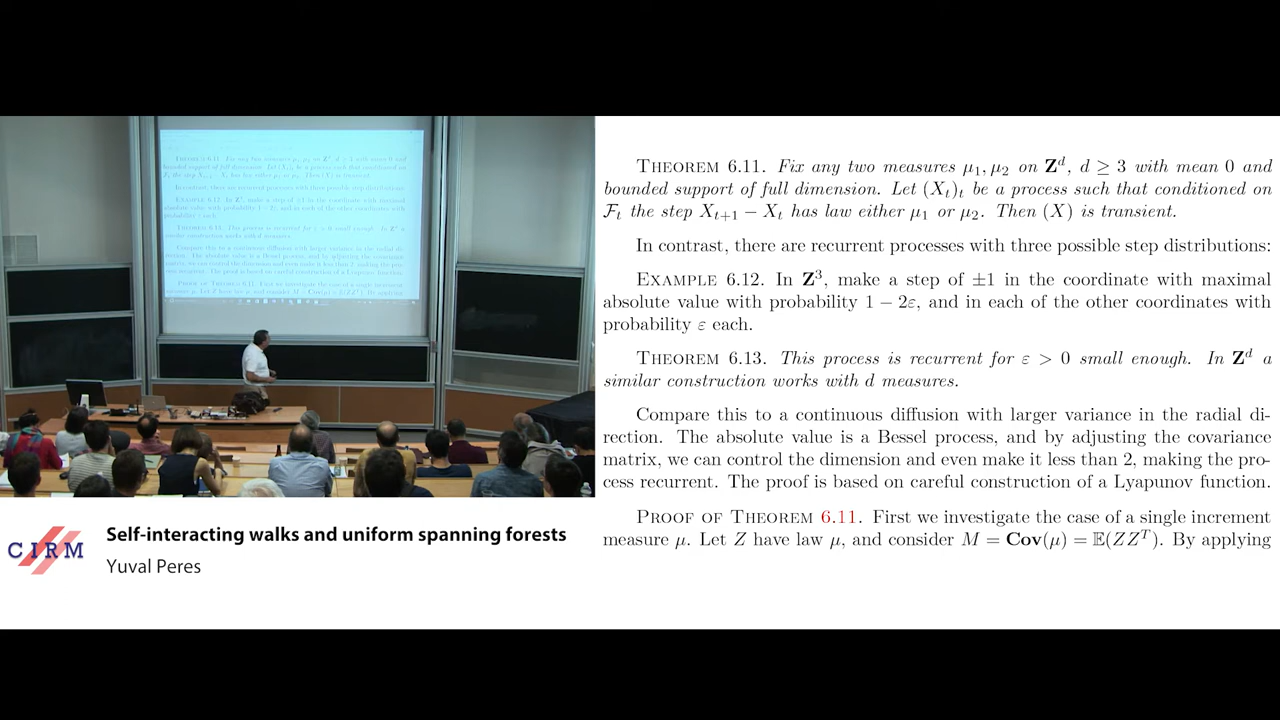 THEOREM 6.11. Fix any two measures μ₁, μ₂ on Zᵈ, d ≥ 3 with mean 0 and
bounded support of full dimension. Let (Xₜ)ₜ be a process such that conditioned on
ℱₜ the step Xₜ₊₁ − Xₜ has law either μ₁ or μ₂. Then (X) is transient.
In contrast, there are recurrent processes with three possible step distributions:
EXAMPLE 6.12. In Z³, make a step of ±1 in the coordinate with maximal
absolute value with probability 1 − 2ε, and in each of the other coordinates with
probability ε each.
THEOREM 6.13. This process is recurrent for ε > 0 small enough. In Zᵈ a
similar construction works with d measures.
Compare this to a continuous diffusion with larger variance in the radial di-
rection. The absolute value is a Bessel process, and by adjusting the covariance
matrix, we can control the dimension and even make it less than 2, making the pro-
cess recurrent. The proof is based on careful construction of a Lyapunov function.
PROOF OF THEOREM 6.11. First we investigate the case of a single increment
measure μ. Let Z have law μ, and consider M = Cov(μ) = 𝔼(ZZᵀ). By applying
CIRM
Self-interacting walks and uniform spanning forests
Yuval Peres